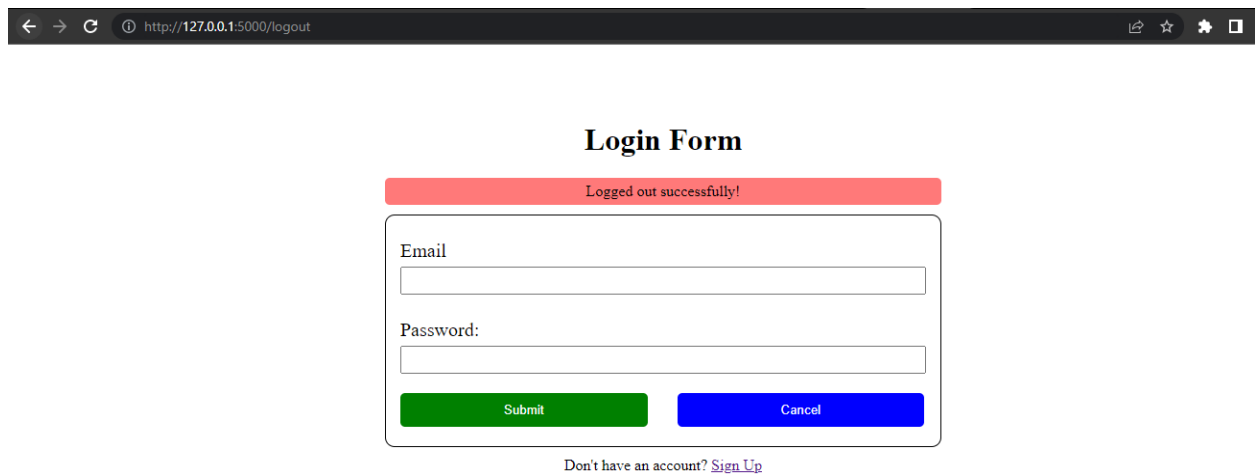 http://127.0.0.1:5000/logout
Login Form
Logged out successfully!
Email
Password:
Submit Cancel
Don't have an account? Sign Up